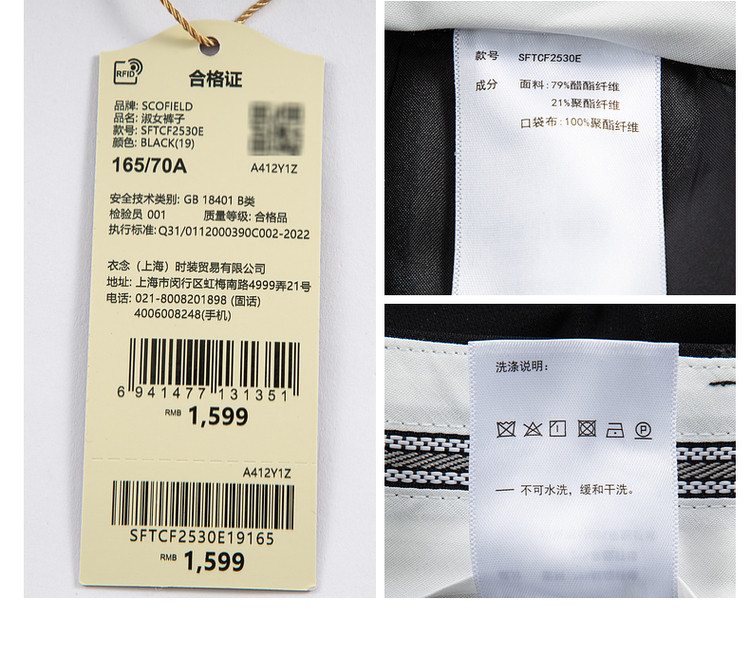 RFID
合格证
品牌: SCOFIELD
品名: 淑女裤子
款号: SFTCF2530E
颜色: BLACK(19)
165/70A
A412Y1Z
安全技术类别: GB 18401 B类
检验员 001 质量等级: 合格品
执行标准: Q31/0112000390C002-2022
衣念（上海）时装贸易有限公司
地址: 上海市闵行区虹梅南路4999弄21号
电话: 021-8008201898 (固话)
4006008248(手机)
6 941477 131351
RMB 1,599
A412Y1Z
SFTCF2530E19165
RMB 1,599
款号 SFTCF2530E
成分 面料: 79%醋酯纤维
21%聚酯纤维
口袋布: 100%聚酯纤维
洗涤说明:
P
— 不可水洗，缓和干洗。